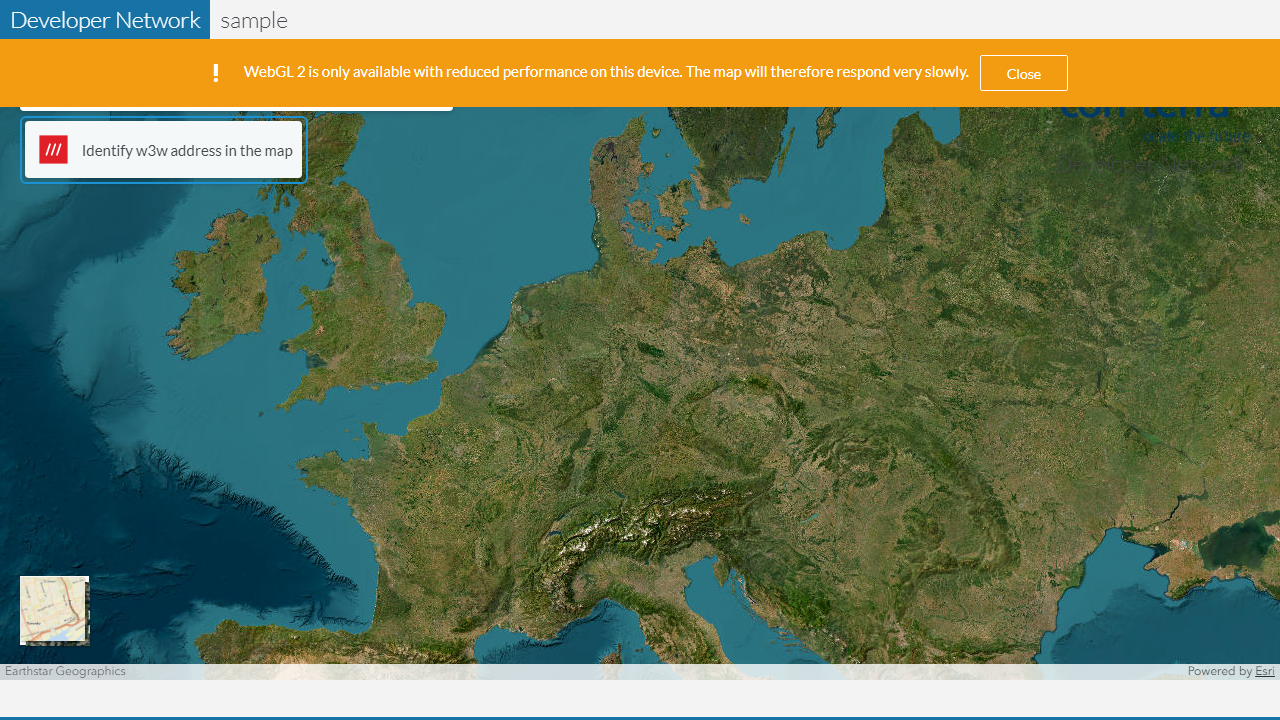 Developer Network
sample
WebGL 2 is only available with reduced performance on this device. The map will therefore respond very slowly.
Close
Identify w3w address in the map
Earthstar Geographics
Powered by Esri